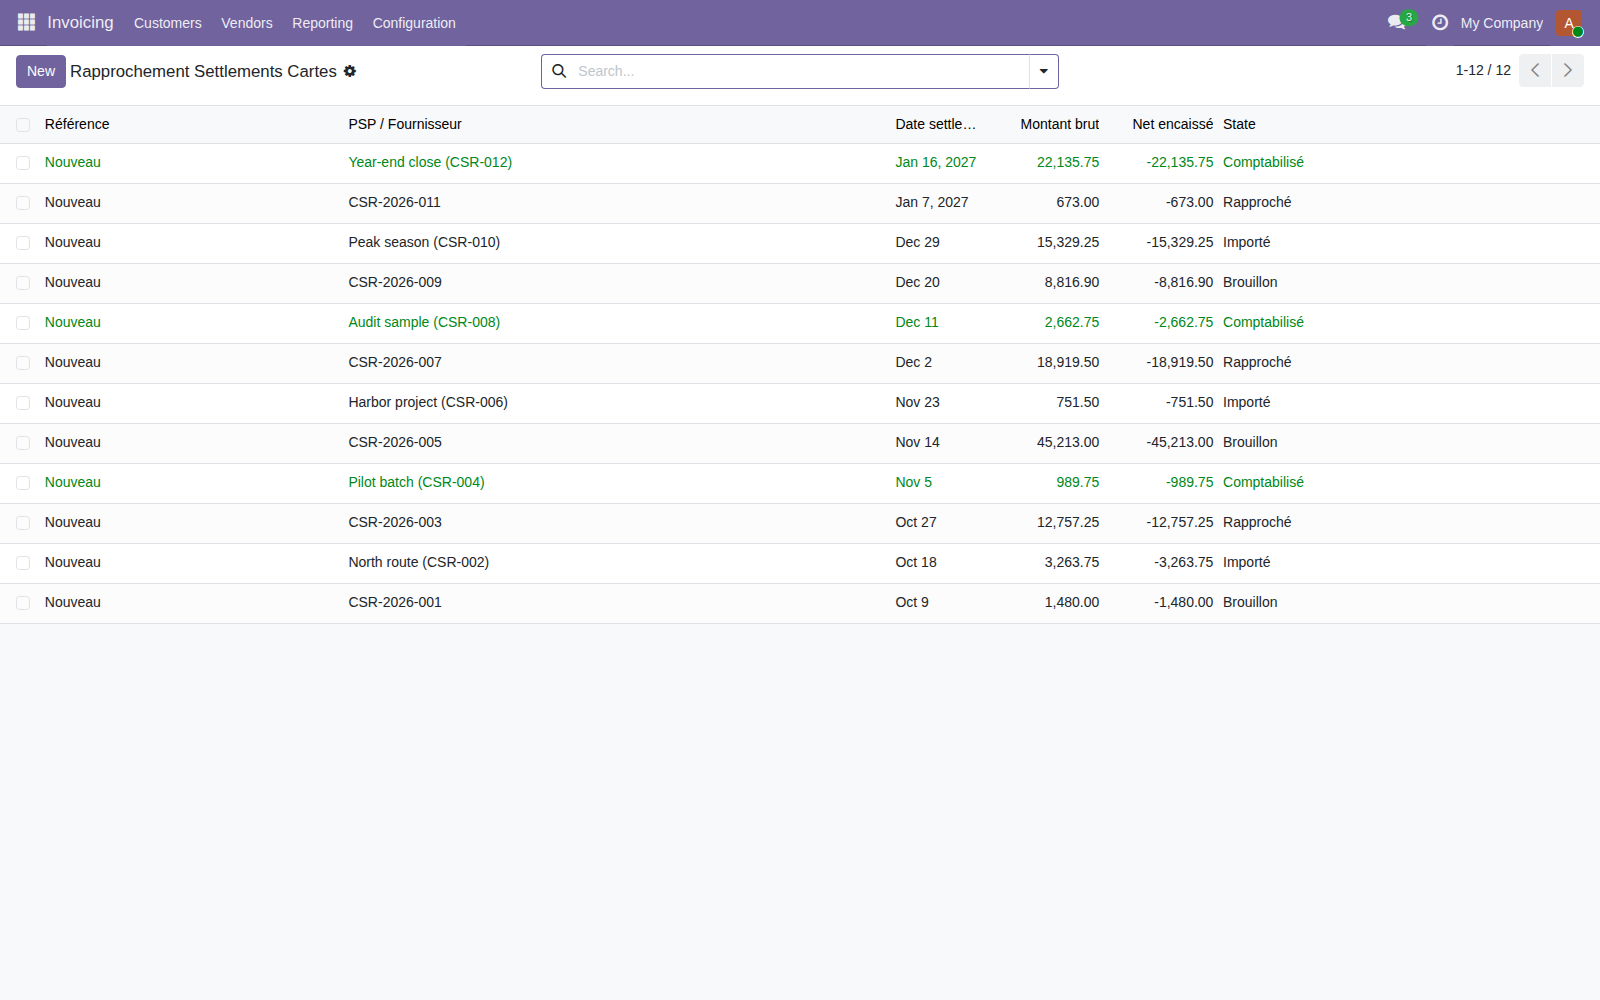 Invoicing Customers Vendors Reporting Configuration 3 My Company A
New Rapprochement Settlements Cartes Search... 1-12 / 12
Référence PSP / Fournisseur Date settle… Montant brut Net encaissé State
Nouveau Year-end close (CSR-012) Jan 16, 2027 22,135.75 -22,135.75 Comptabilisé
Nouveau CSR-2026-011 Jan 7, 2027 673.00 -673.00 Rapproché
Nouveau Peak season (CSR-010) Dec 29 15,329.25 -15,329.25 Importé
Nouveau CSR-2026-009 Dec 20 8,816.90 -8,816.90 Brouillon
Nouveau Audit sample (CSR-008) Dec 11 2,662.75 -2,662.75 Comptabilisé
Nouveau CSR-2026-007 Dec 2 18,919.50 -18,919.50 Rapproché
Nouveau Harbor project (CSR-006) Nov 23 751.50 -751.50 Importé
Nouveau CSR-2026-005 Nov 14 45,213.00 -45,213.00 Brouillon
Nouveau Pilot batch (CSR-004) Nov 5 989.75 -989.75 Comptabilisé
Nouveau CSR-2026-003 Oct 27 12,757.25 -12,757.25 Rapproché
Nouveau North route (CSR-002) Oct 18 3,263.75 -3,263.75 Importé
Nouveau CSR-2026-001 Oct 9 1,480.00 -1,480.00 Brouillon